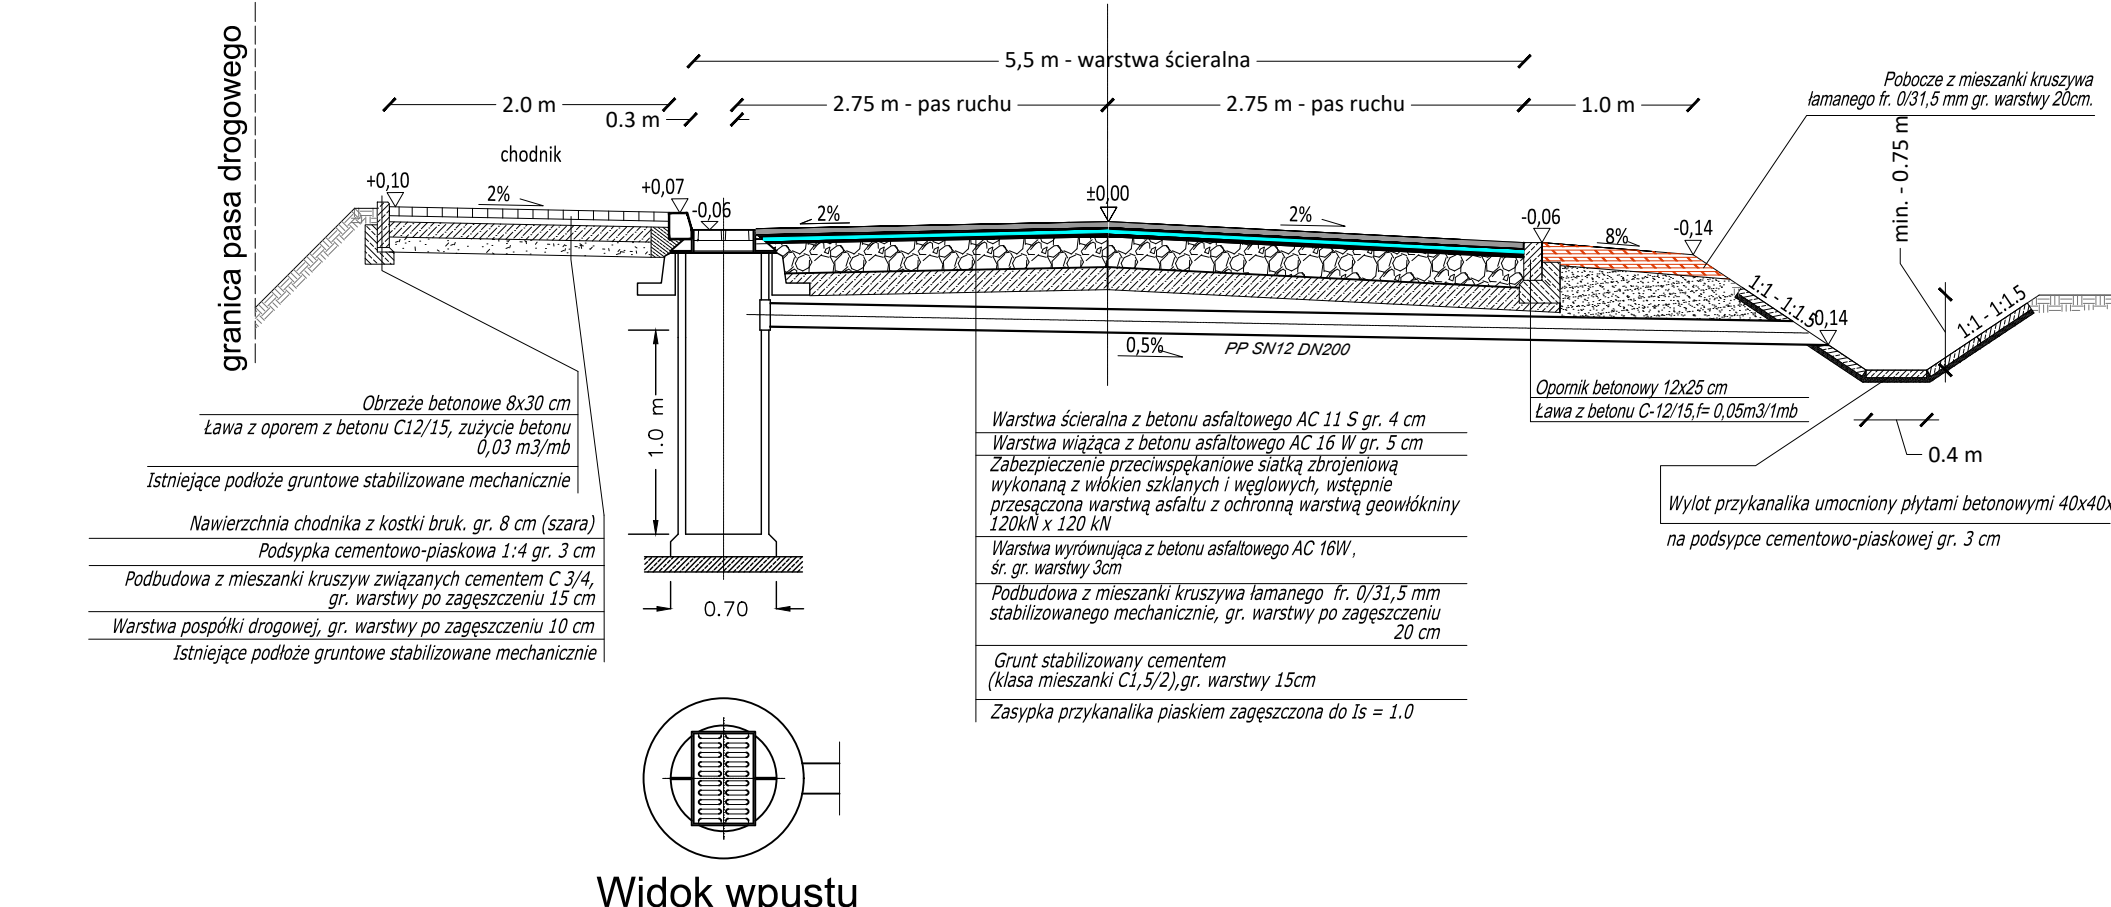 granica pasa drogowego
5,5 m - warstwa ścieralna
2.0 m
0.3 m
2.75 m - pas ruchu
2.75 m - pas ruchu
1.0 m
Pobocze z mieszanki kruszywa
łamanego fr. 0/31,5 mm gr. warstwy 20cm.
min. - 0.75 m
chodnik
+0,10
2%
+0,07
-0,06
2%
±0,00
2%
-0,06
8%
-0,14
1:1 - 1:1.5
0,14
1:1 - 1:1.5
0,5%
PP SN12 DN200
1.0 m
0.70
Obrzeże betonowe 8x30 cm
Ława z oporem z betonu C12/15, zużycie betonu
0,03 m3/mb
Istniejące podłoże gruntowe stabilizowane mechanicznie
Nawierzchnia chodnika z kostki bruk. gr. 8 cm (szara)
Podsypka cementowo-piaskowa 1:4 gr. 3 cm
Podbudowa z mieszanki kruszyw związanych cementem C 3/4,
gr. warstwy po zagęszczeniu 15 cm
Warstwa pospółki drogowej, gr. warstwy po zagęszczeniu 10 cm
Istniejące podłoże gruntowe stabilizowane mechanicznie
Warstwa ścieralna z betonu asfaltowego AC 11 S gr. 4 cm
Warstwa wiążąca z betonu asfaltowego AC 16 W gr. 5 cm
Zabezpieczenie przeciwspękaniowe siatką zbrojeniową
wykonaną z włókien szklanych i węglowych, wstępnie
przesączona warstwą asfaltu z ochronną warstwą geowłókniny
120kN x 120 kN
Warstwa wyrównująca z betonu asfaltowego AC 16W ,
śr. gr. warstwy 3cm
Podbudowa z mieszanki kruszywa łamanego fr. 0/31,5 mm
stabilizowanego mechanicznie, gr. warstwy po zagęszczeniu
20 cm
Grunt stabilizowany cementem
(klasa mieszanki C1,5/2),gr. warstwy 15cm
Zasypka przykanalika piaskiem zagęszczona do Is = 1.0
Opornik betonowy 12x25 cm
Ława z betonu C-12/15,f= 0,05m3/1mb
0.4 m
Wylot przykanalika umocniony płytami betonowymi 40x40x
na podsypce cementowo-piaskowej gr. 3 cm
Widok wpustu